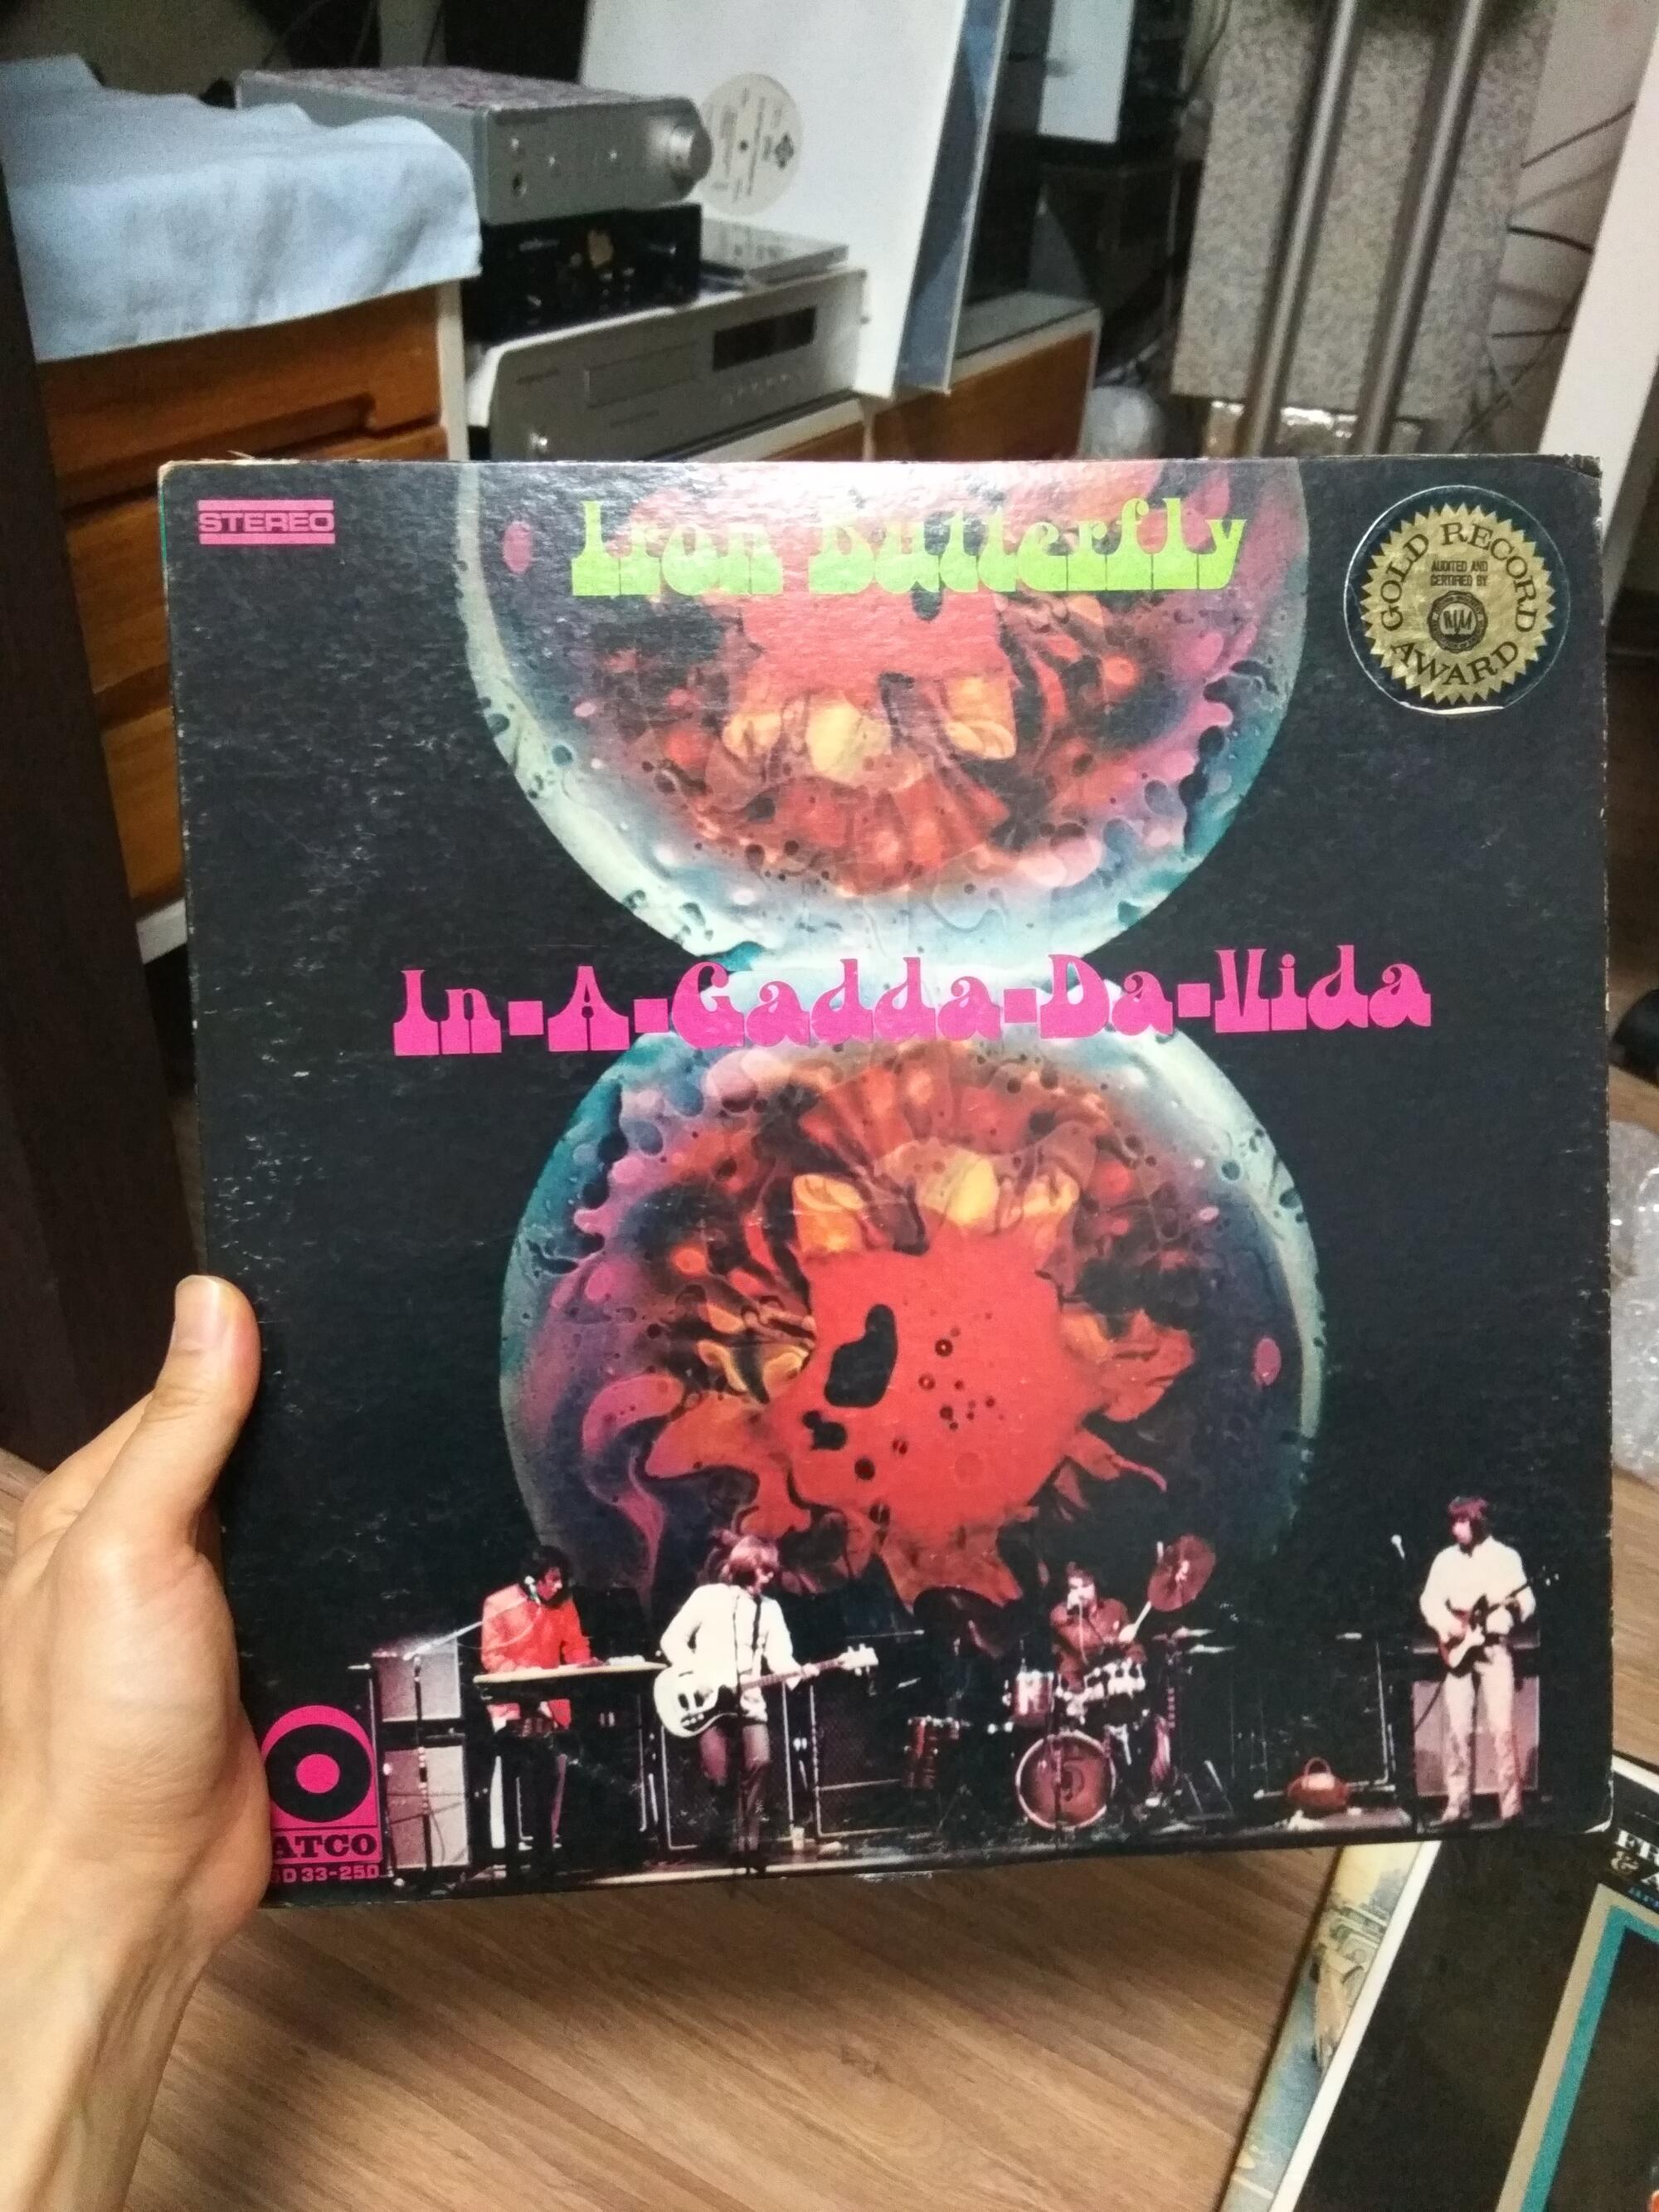 STEREO
Iron Butterfly
GOLD RECORD
AUDITED AND
CERTIFIED BY
AWARD
In-A-Gadda-Da-Vida
ATCO
SD 33-250